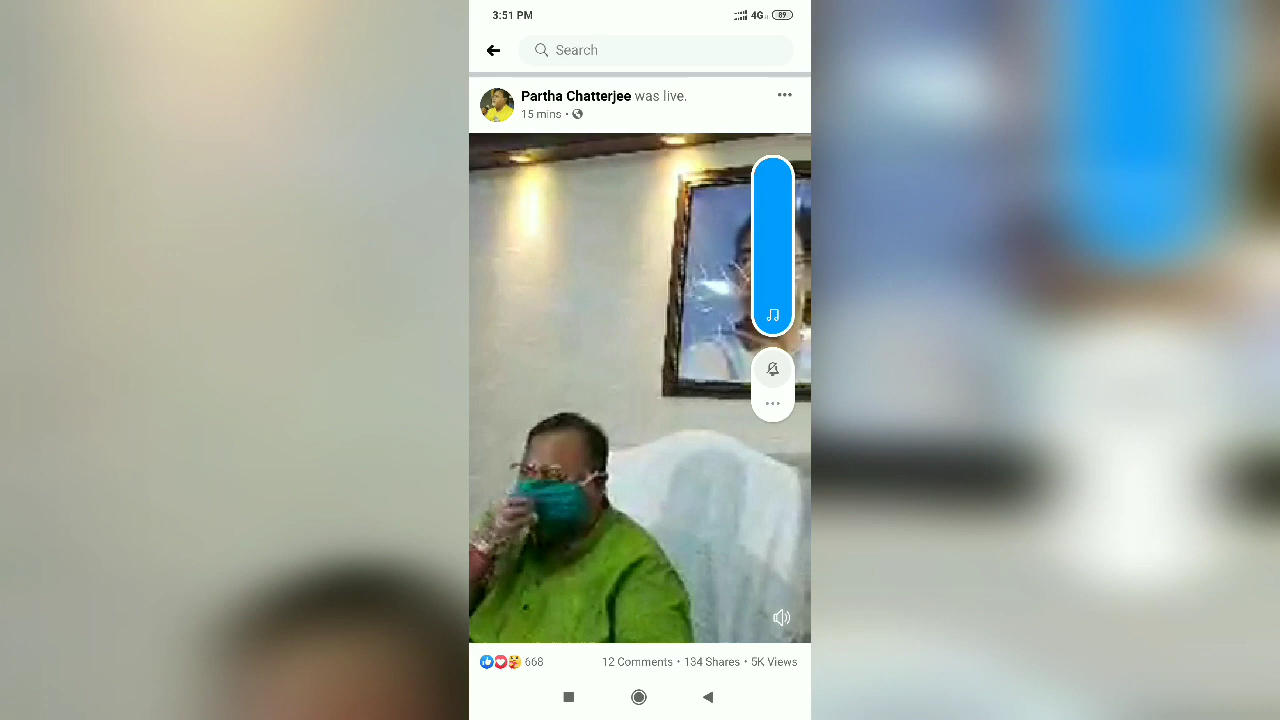 3:51 PM 4G 89
Search
Partha Chatterjee was live.
15 mins •
668 12 Comments • 134 Shares • 5K Views